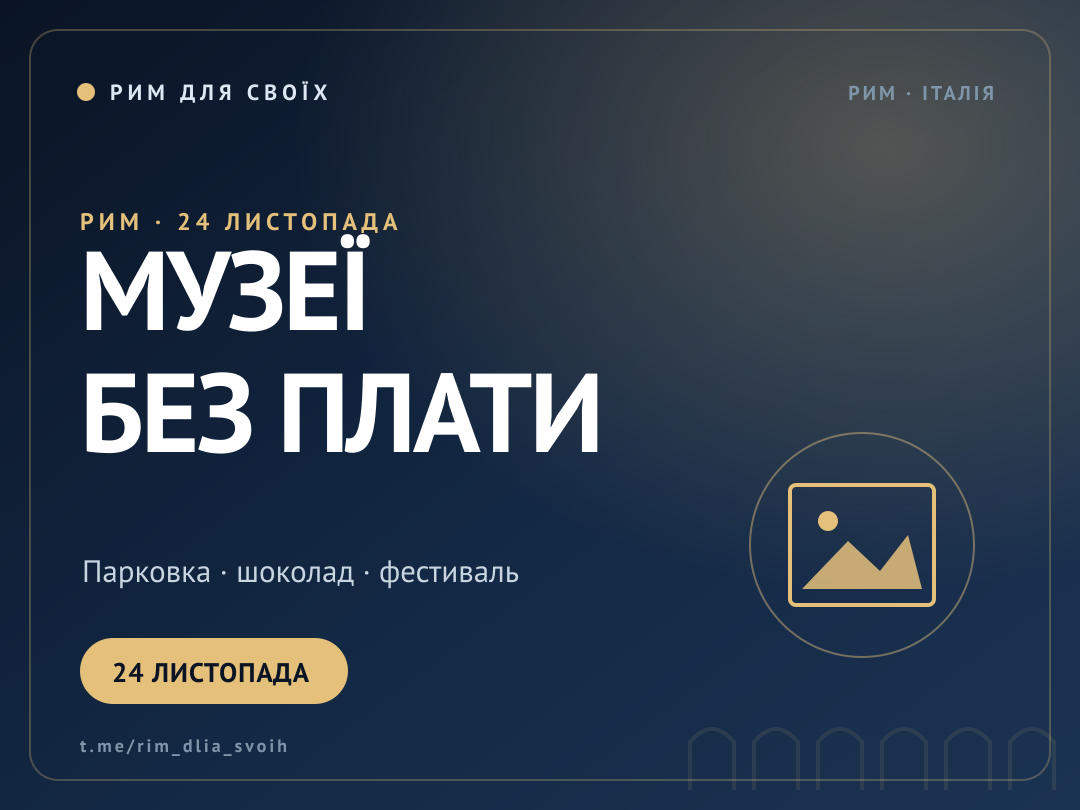 РИМ ДЛЯ СВОЇХ
РИМ · ІТАЛІЯ
РИМ · 24 ЛИСТОПАДА
МУЗЕЇ
БЕЗ ПЛАТИ
Парковка · шоколад · фестиваль
24 ЛИСТОПАДА
t.me/rim_dlia_svoih